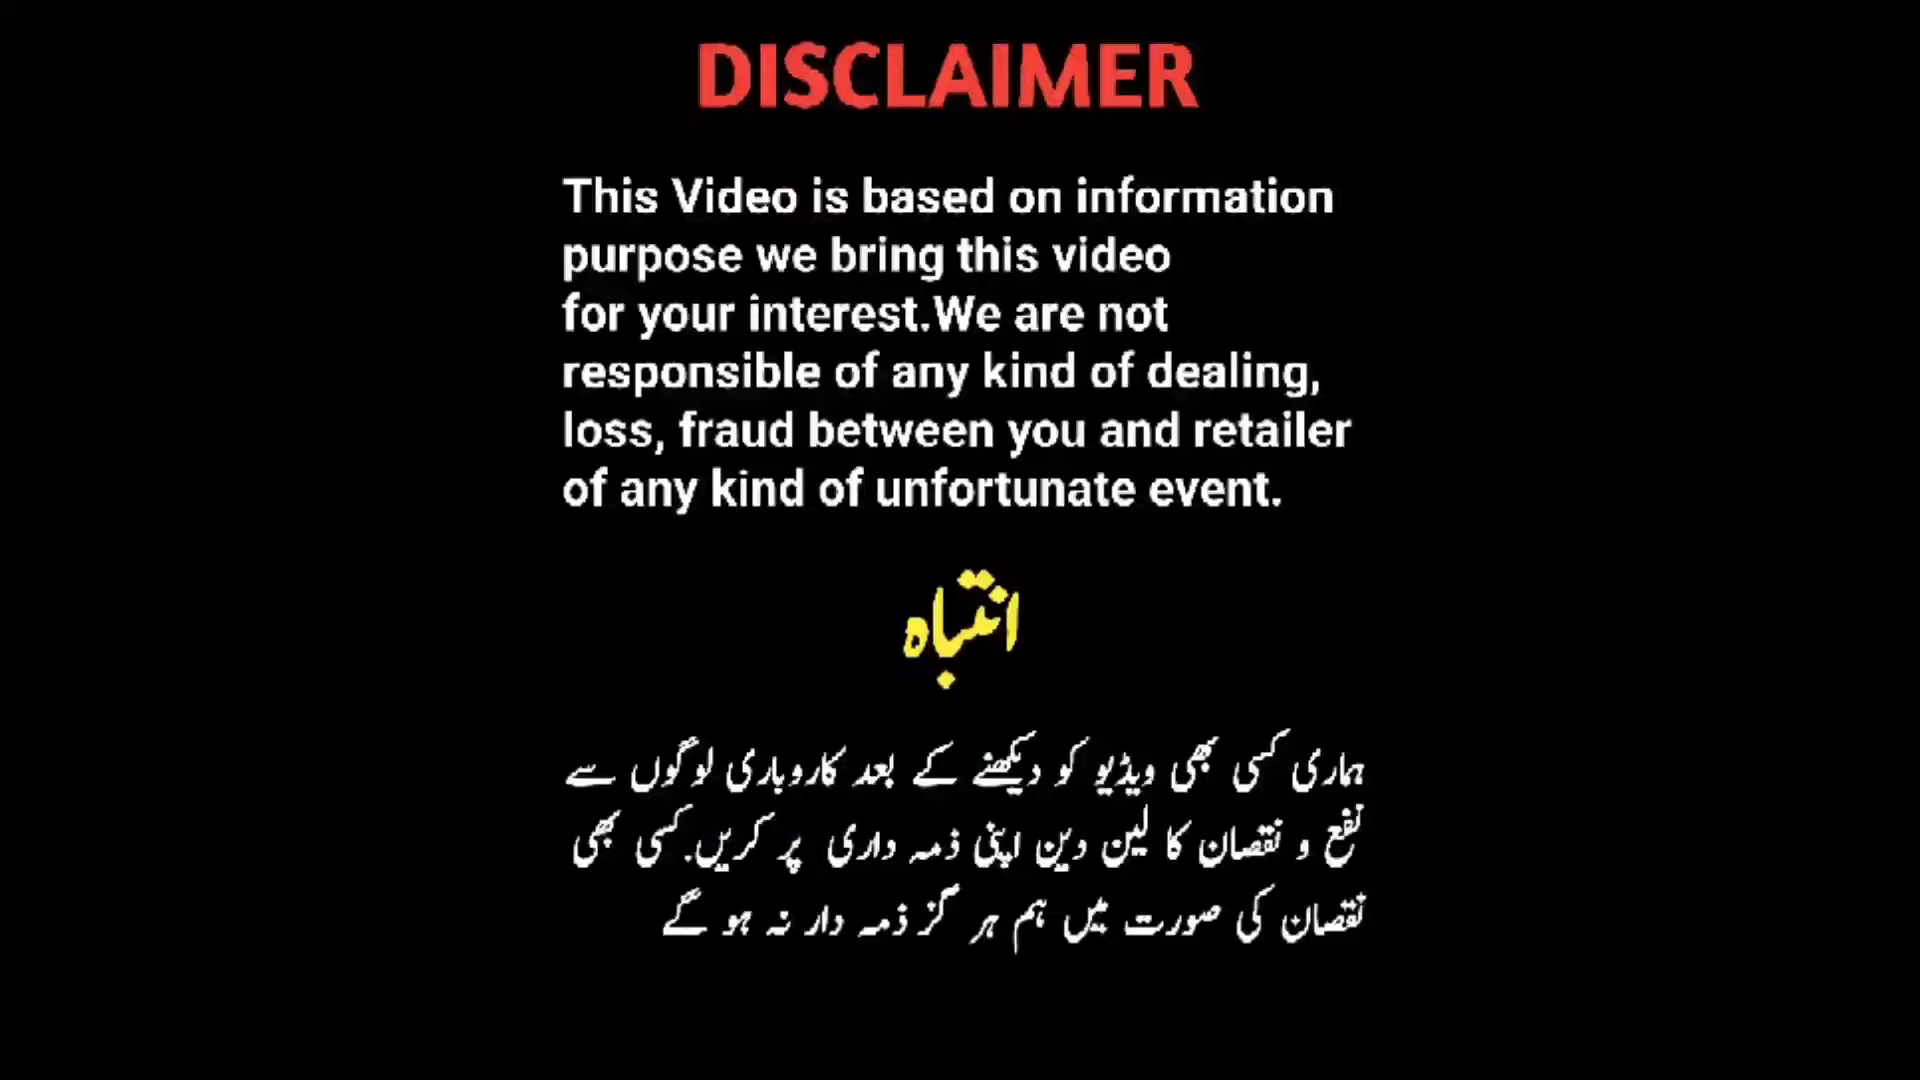 DISCLAIMER
This Video is based on information
purpose we bring this video
for your interest.We are not
responsible of any kind of dealing,
loss, fraud between you and retailer
of any kind of unfortunate event.
انتباہ
ہماری کسی بھی ویڈیو کو دیکھنے کے بعد کاروباری لوگوں سے
نفع و نقصان کا لین دین اپنی ذمہ داری پر کریں.کسی بھی
نقصان کی صورت میں ہم ہر گز ذمہ دار نہ ہو گے